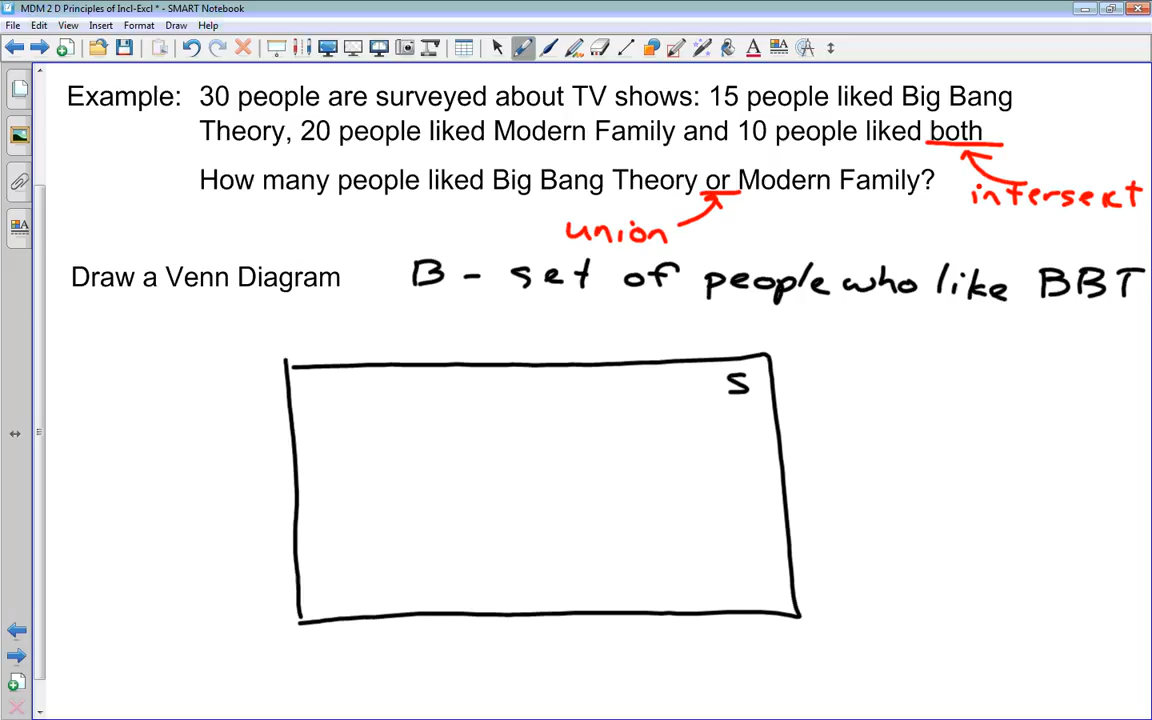 MDM 2 D Principles of Incl-Excl * - SMART Notebook
File Edit View Insert Format Draw Help
Example: 30 people are surveyed about TV shows: 15 people liked Big Bang
Theory, 20 people liked Modern Family and 10 people liked both
How many people liked Big Bang Theory or Modern Family?
intersect
union
Draw a Venn Diagram B - set of people who like BBT
S